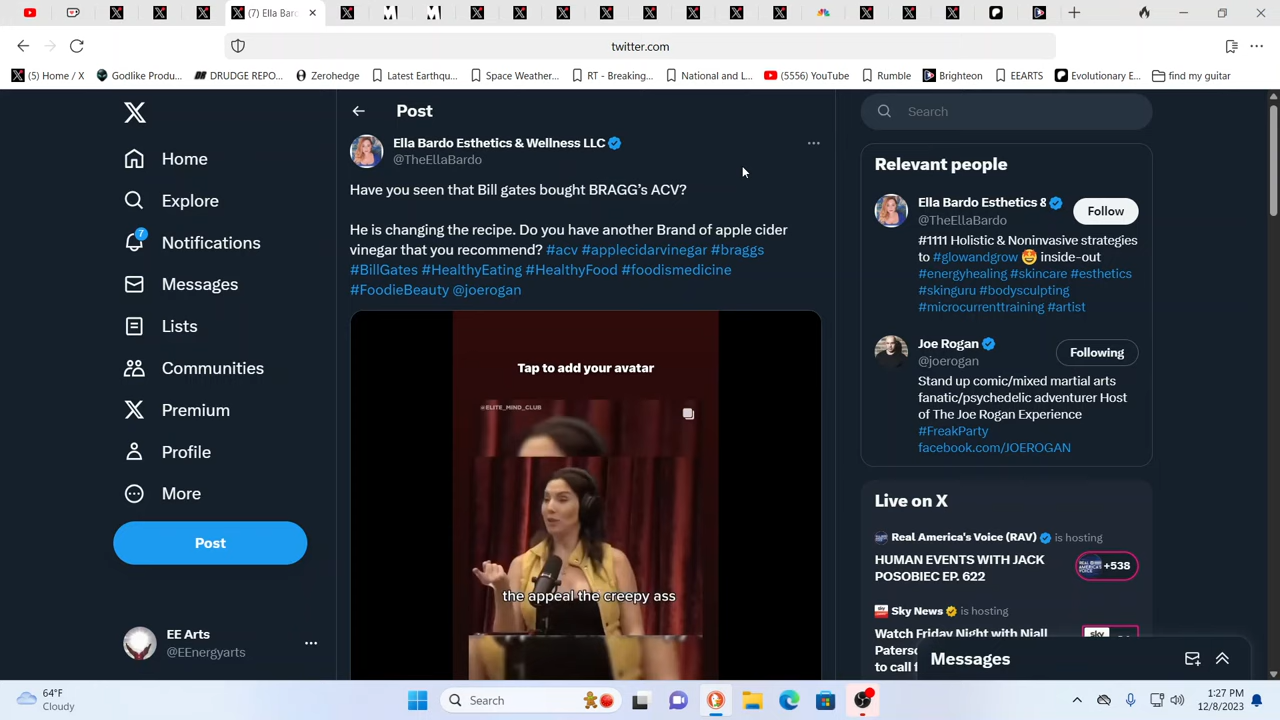 (7) Ella Bardo
twitter.com
(5) Home / X
Godlike Produ...
DRUDGE REPO...
Zerohedge
Latest Earthqu...
Space Weather...
RT - Breaking...
National and L...
(5556) YouTube
Rumble
Brighteon
EEARTS
Evolutionary E...
find my guitar
Home
Explore
7
Notifications
Messages
Lists
Communities
Premium
Profile
More
Post
EE Arts
@EEnergyarts
Post
Ella Bardo Esthetics & Wellness LLC
@TheEllaBardo
Have you seen that Bill gates bought BRAGG’s ACV?
He is changing the recipe. Do you have another Brand of apple cider
vinegar that you recommend? #acv #applecidarvinegar #braggs
#BillGates #HealthyEating #HealthyFood #foodismedicine
#FoodieBeauty @joerogan
Tap to add your avatar
@ELITE_MIND_CLUB
the appeal the creepy ass
Search
Relevant people
Ella Bardo Esthetics &
@TheEllaBardo
Follow
#1111 Holistic & Noninvasive strategies
to #glowandgrow inside-out
#energyhealing #skincare #esthetics
#skinguru #bodysculpting
#microcurrenttraining #artist
Joe Rogan
@joerogan
Following
Stand up comic/mixed martial arts
fanatic/psychedelic adventurer Host
of The Joe Rogan Experience
#FreakParty
facebook.com/JOEROGAN
Live on X
Real America's Voice (RAV) is hosting
HUMAN EVENTS WITH JACK
POSOBIEC EP. 622
+538
Sky News is hosting
Watch Friday Night with Niall
Paterso
to call f
Messages
64°F
Cloudy
Search
1:27 PM
12/8/2023